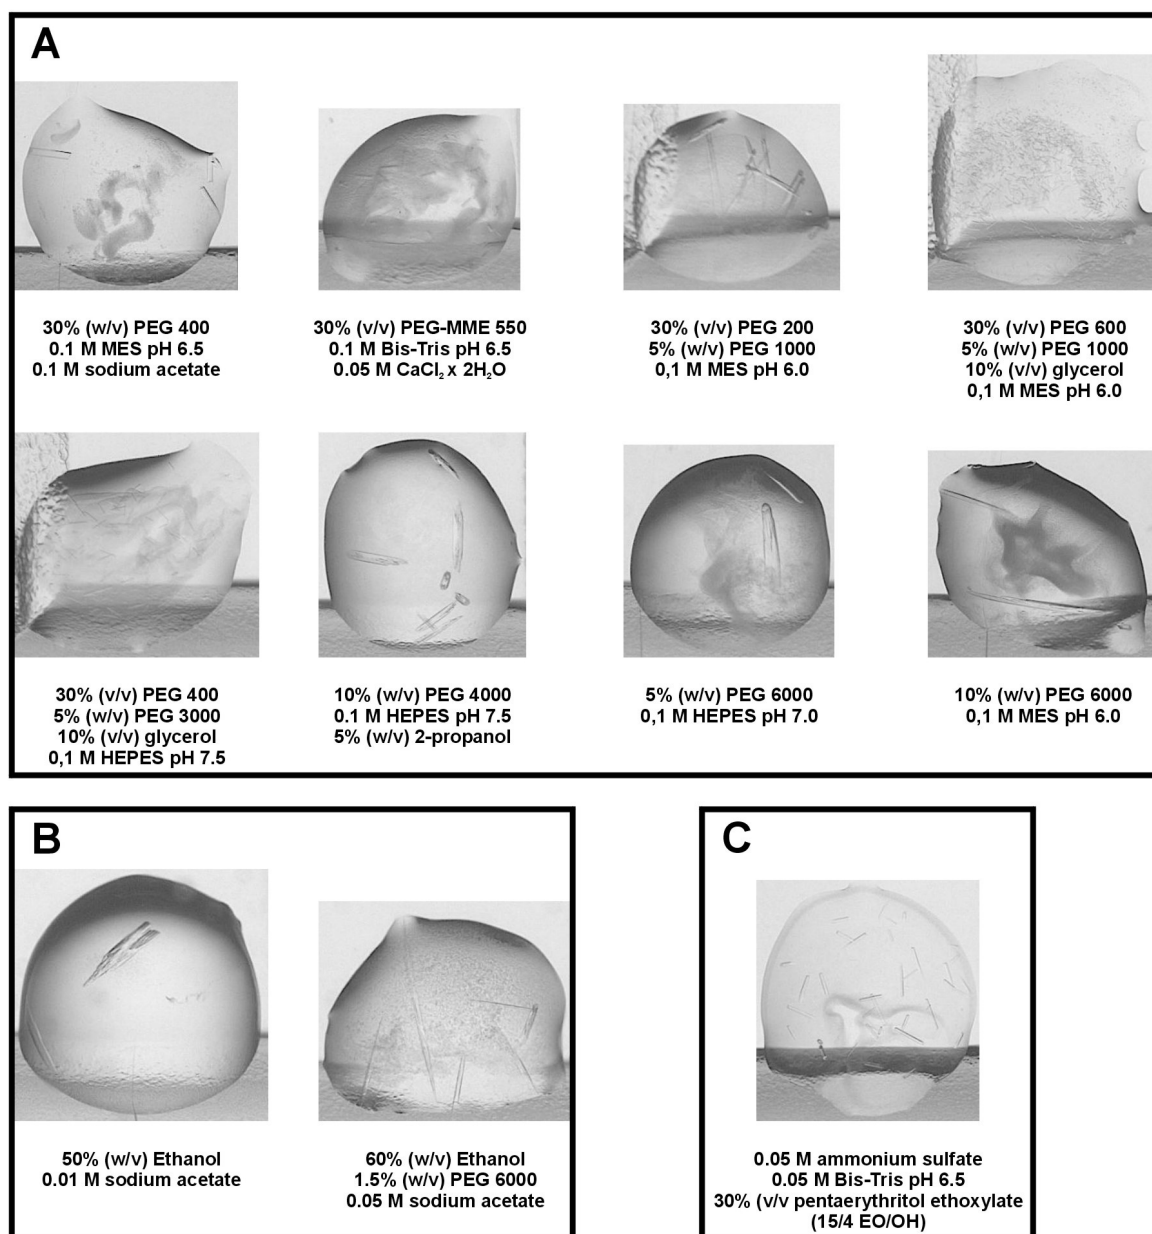 A
30% (w/v) PEG 400
0.1 M MES pH 6.5
0.1 M sodium acetate
30% (v/v) PEG-MME 550
0.1 M Bis-Tris pH 6.5
0.05 M CaCl₂ x 2H₂O
30% (v/v) PEG 200
5% (w/v) PEG 1000
0,1 M MES pH 6.0
30% (v/v) PEG 600
5% (w/v) PEG 1000
10% (v/v) glycerol
0,1 M MES pH 6.0
30% (v/v) PEG 400
5% (w/v) PEG 3000
10% (v/v) glycerol
0,1 M HEPES pH 7.5
10% (w/v) PEG 4000
0.1 M HEPES pH 7.5
5% (w/v) 2-propanol
5% (w/v) PEG 6000
0,1 M HEPES pH 7.0
10% (w/v) PEG 6000
0,1 M MES pH 6.0
B
50% (w/v) Ethanol
0.01 M sodium acetate
60% (w/v) Ethanol
1.5% (w/v) PEG 6000
0.05 M sodium acetate
C
0.05 M ammonium sulfate
0.05 M Bis-Tris pH 6.5
30% (v/v pentaerythritol ethoxylate
(15/4 EO/OH)